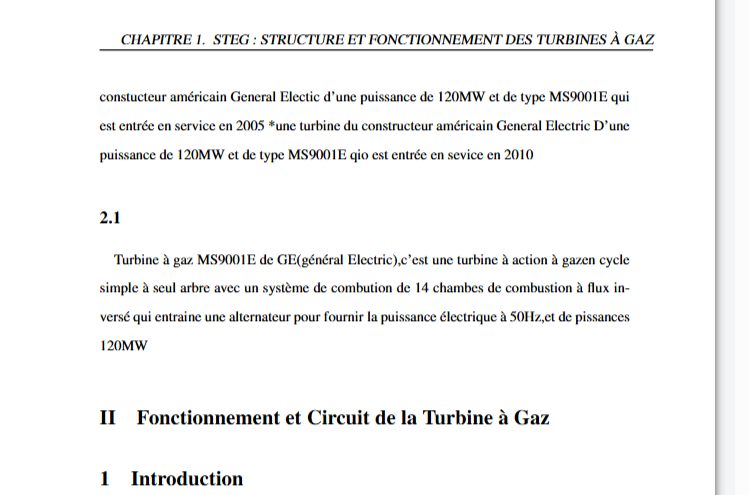 CHAPITRE 1. STEG : STRUCTURE ET FONCTIONNEMENT DES TURBINES À GAZ
constucteur américain General Electic d’une puissance de 120MW et de type MS9001E qui
est entrée en service en 2005 *une turbine du constructeur américain General Electric D’une
puissance de 120MW et de type MS9001E qio est entrée en sevice en 2010
2.1
Turbine à gaz MS9001E de GE(général Electric),c’est une turbine à action à gazen cycle
simple à seul arbre avec un système de combution de 14 chambes de combustion à flux in-
versé qui entraine une alternateur pour fournir la puissance électrique à 50Hz,et de pissances
120MW
II Fonctionnement et Circuit de la Turbine à Gaz
1 Introduction